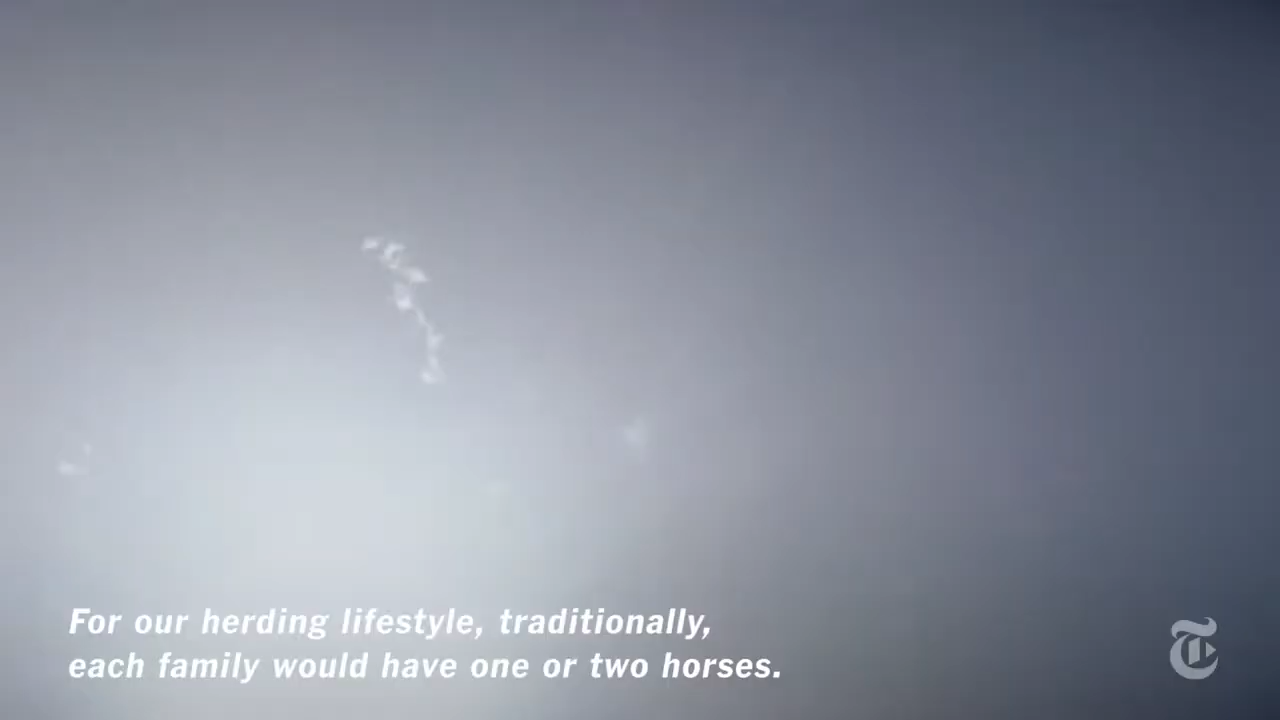 For our herding lifestyle, traditionally,
each family would have one or two horses.